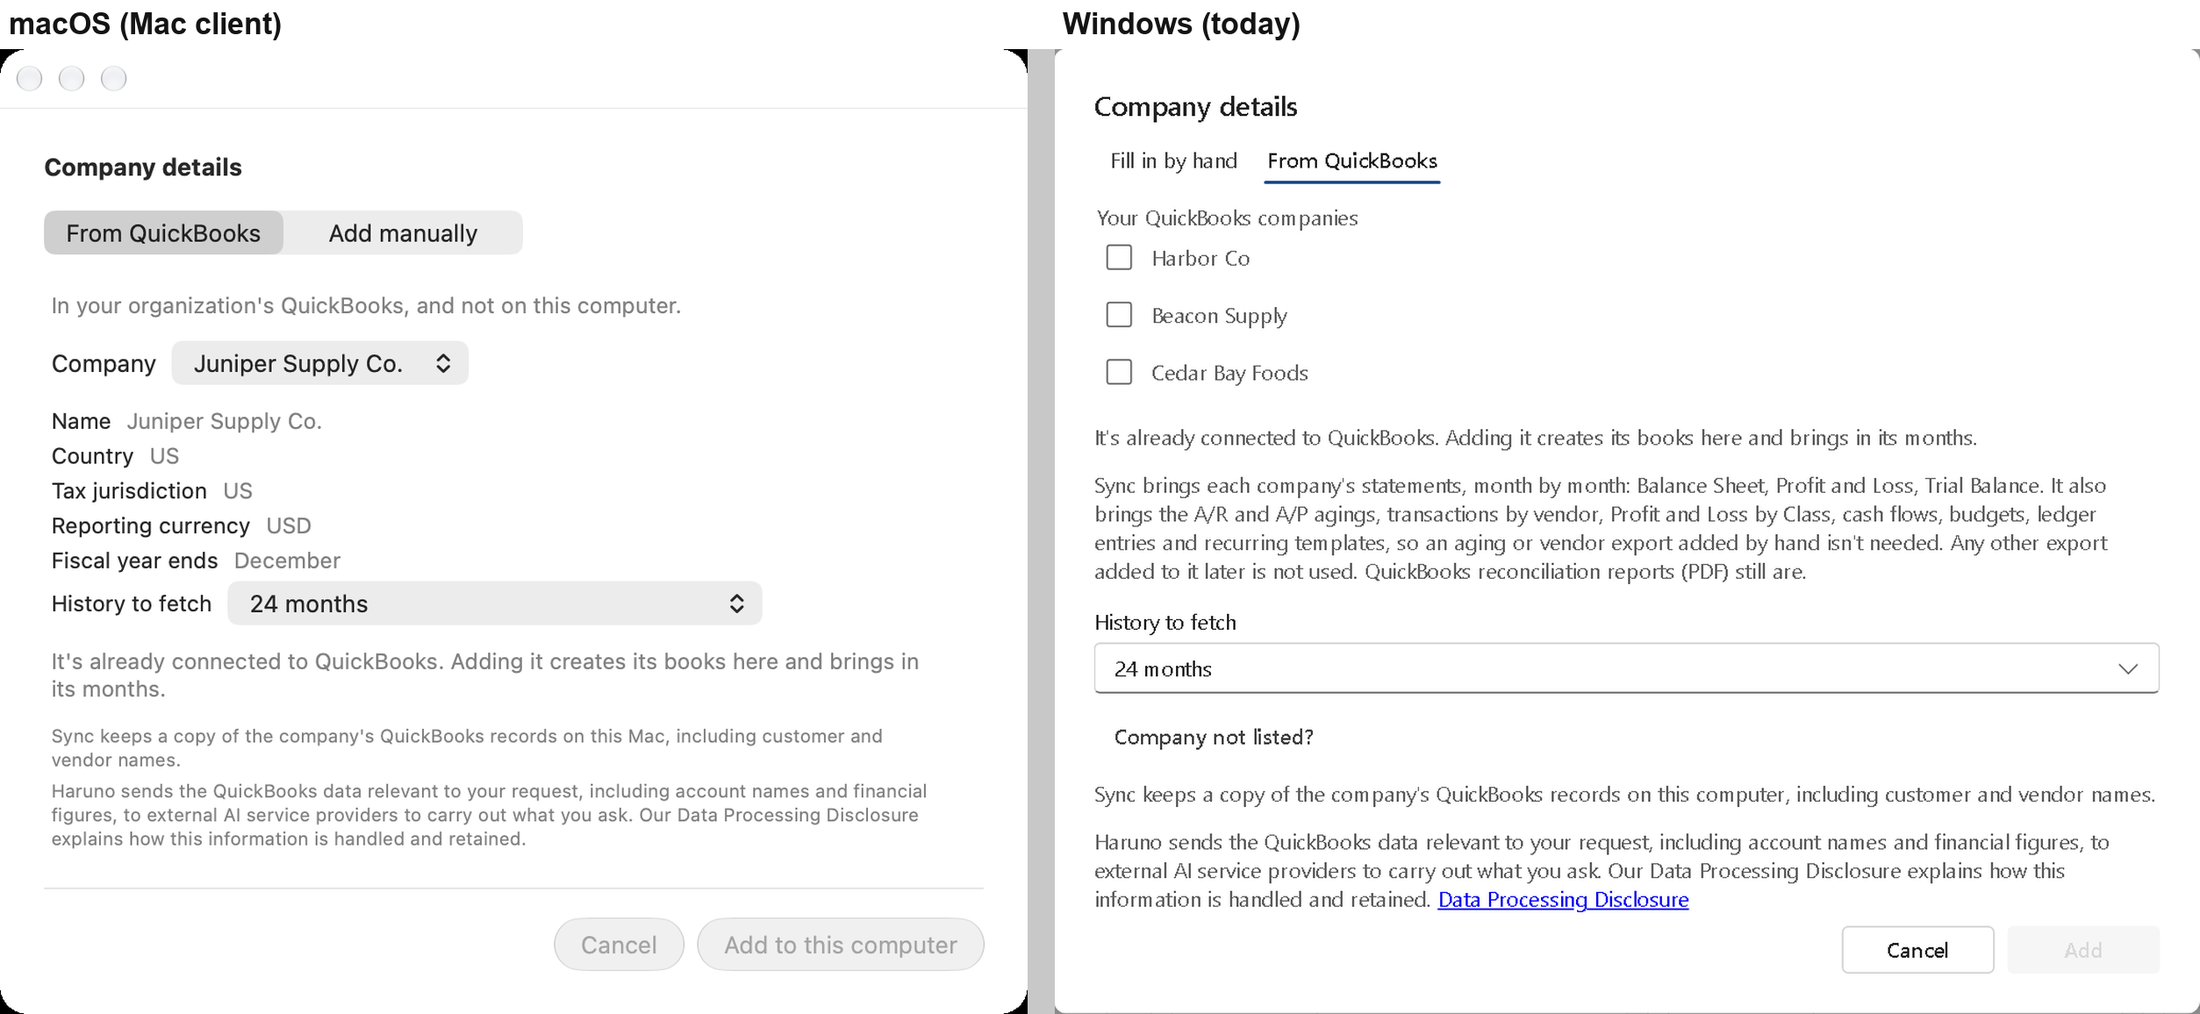 macOS (Mac client)
Company details
From QuickBooks
Add manually
In your organization's QuickBooks, and not on this computer.
Company
Juniper Supply Co.
Name Juniper Supply Co.
Country US
Tax jurisdiction US
Reporting currency USD
Fiscal year ends December
History to fetch
24 months
It's already connected to QuickBooks. Adding it creates its books here and brings in
its months.
Sync keeps a copy of the company's QuickBooks records on this Mac, including customer and
vendor names.
Haruno sends the QuickBooks data relevant to your request, including account names and financial
figures, to external AI service providers to carry out what you ask. Our Data Processing Disclosure
explains how this information is handled and retained.
Cancel
Add to this computer
Windows (today)
Company details
Fill in by hand
From QuickBooks
Your QuickBooks companies
Harbor Co
Beacon Supply
Cedar Bay Foods
It's already connected to QuickBooks. Adding it creates its books here and brings in its months.
Sync brings each company's statements, month by month: Balance Sheet, Profit and Loss, Trial Balance. It also
brings the A/R and A/P agings, transactions by vendor, Profit and Loss by Class, cash flows, budgets, ledger
entries and recurring templates, so an aging or vendor export added by hand isn't needed. Any other export
added to it later is not used. QuickBooks reconciliation reports (PDF) still are.
History to fetch
24 months
Company not listed?
Sync keeps a copy of the company's QuickBooks records on this computer, including customer and vendor names.
Haruno sends the QuickBooks data relevant to your request, including account names and financial figures, to
external AI service providers to carry out what you ask. Our Data Processing Disclosure explains how this
information is handled and retained. Data Processing Disclosure
Cancel
Add